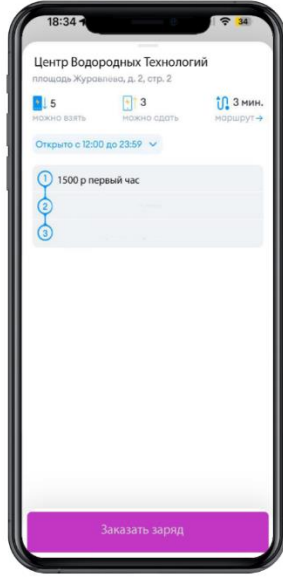 18:34
34
Центр Водородных Технологий
площадь Журавлева, д. 2, стр. 2
5
3
3 мин.
можно взять
можно сдать
маршрут →
Открыто с 12:00 до 23:59
1 1500 р первый час
2
3
Заказать заряд